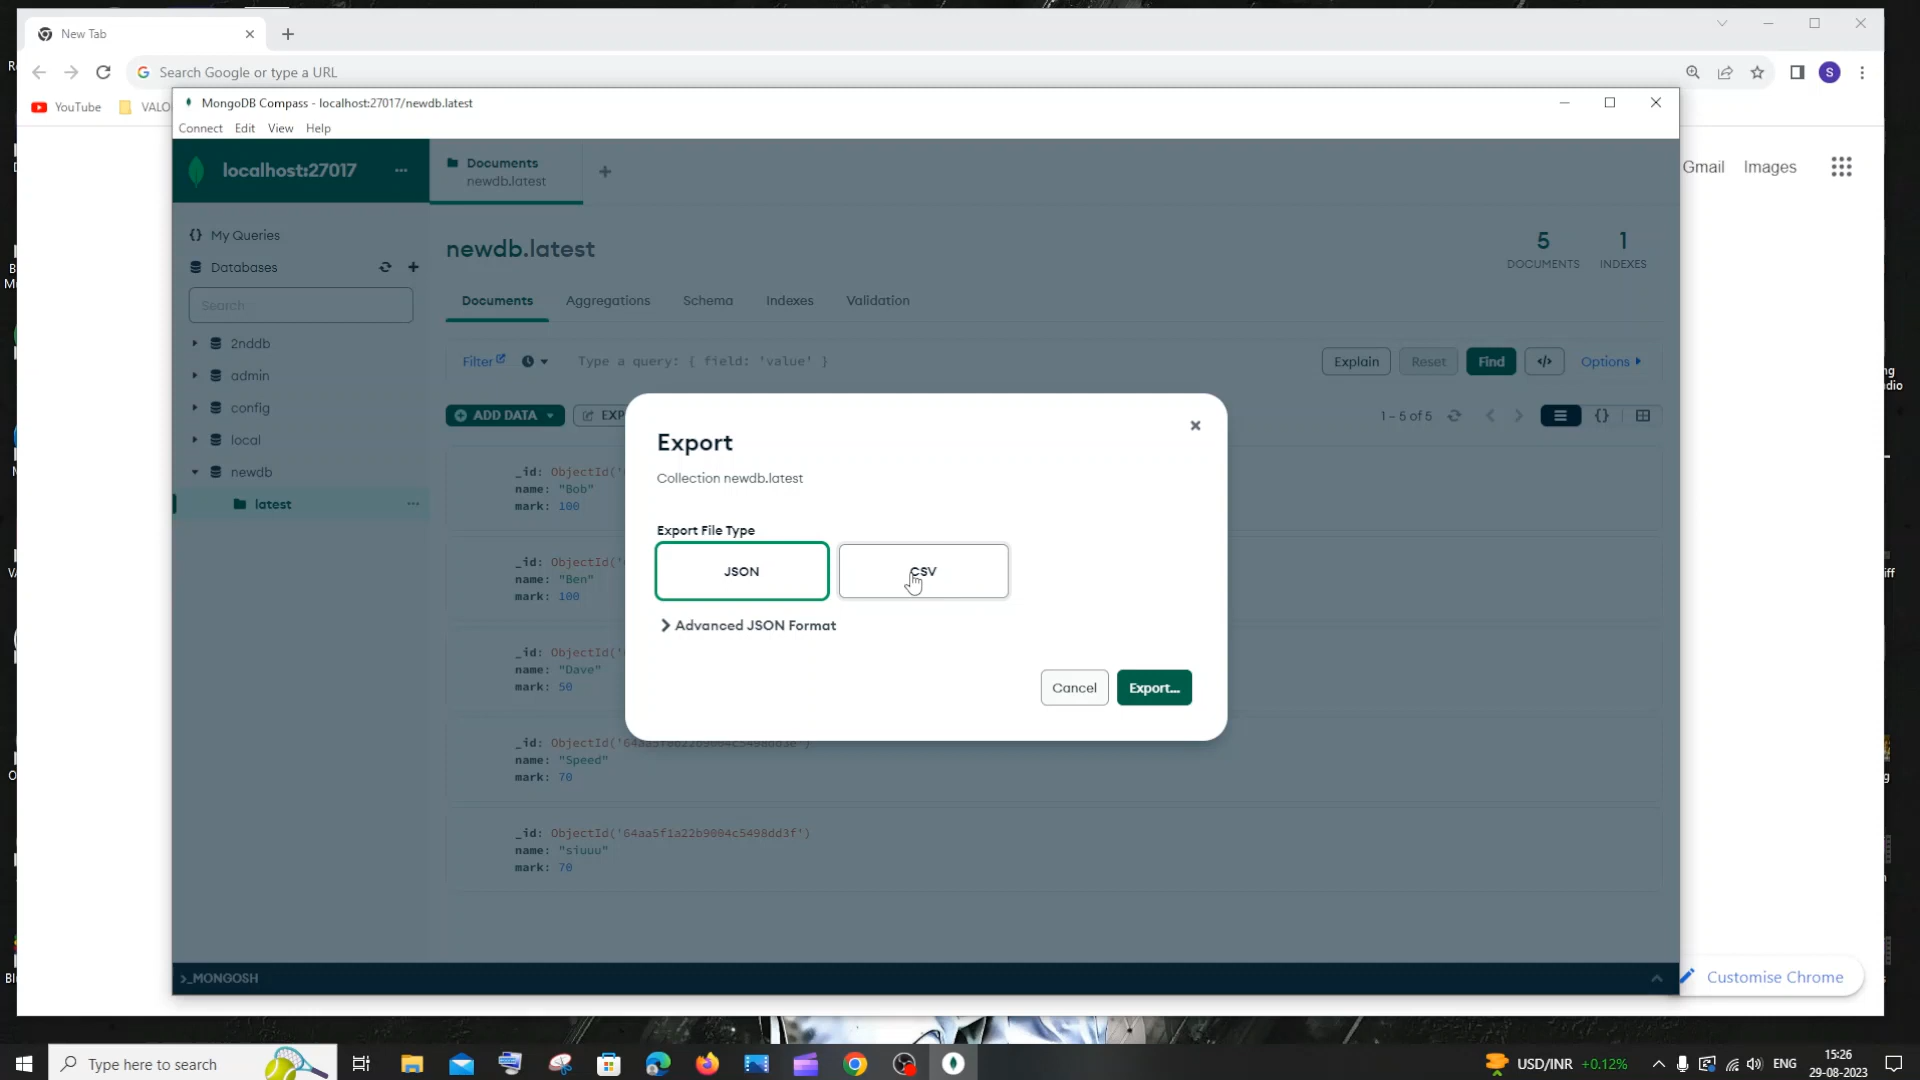 New Tab
Search Google or type a URL
S
YouTube
VALO
MongoDB Compass - localhost:27017/newdb.latest
Connect Edit View Help
Gmail Images
localhost:27017 ...
Documents
newdb.latest
My Queries
Databases
Search
2nddb
admin
config
local
newdb
latest ...
newdb.latest
5
DOCUMENTS
1
INDEXES
Documents Aggregations Schema Indexes Validation
Filter
Type a query: { field: 'value' }
Explain Reset Find </> Options
ADD DATA
EXP
1 – 5 of 5
{}
_id: ObjectId('
name: "Bob"
mark: 100
_id: ObjectId('
name: "Ben"
mark: 100
_id: ObjectId('
name: "Dave"
mark: 50
name: "Speed"
mark: 70
_id: ObjectId('64aa5f1a22b9004c5498dd3f')
name: "siuuu"
mark: 70
Export
Collection newdb.latest
Export File Type
JSON CSV
Advanced JSON Format
Cancel Export...
>_MONGOSH
Customise Chrome
Type here to search
USD/INR +0.12%
ENG
15:26
29-08-2023